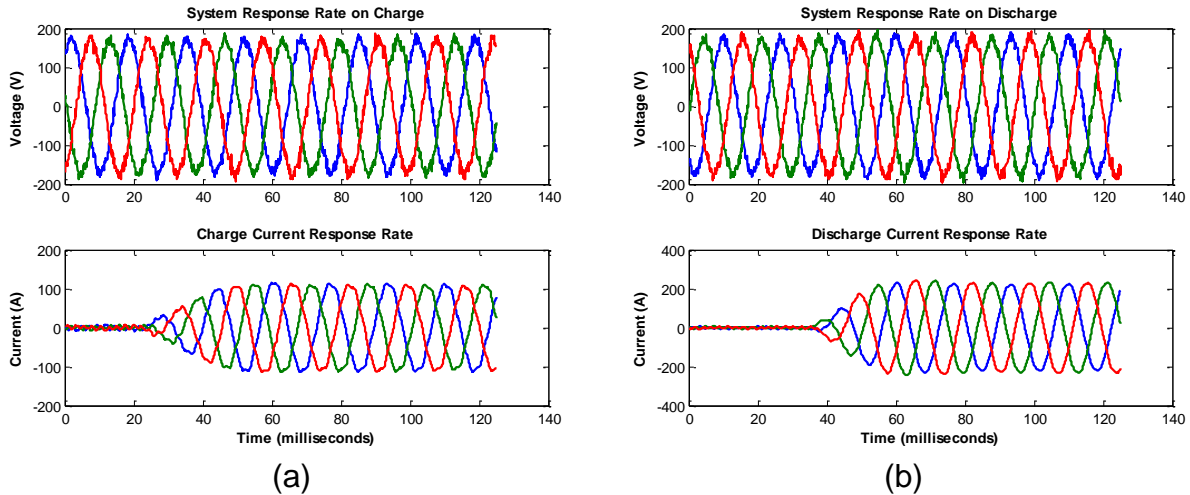 System Response Rate on Charge
Voltage (V)
200
100
0
-100
-200
0 20 40 60 80 100 120 140
Charge Current Response Rate
Current (A)
200
100
0
-100
-200
0 20 40 60 80 100 120 140
Time (milliseconds)
(a)
System Response Rate on Discharge
Voltage (V)
200
100
0
-100
-200
0 20 40 60 80 100 120 140
Discharge Current Response Rate
Current (A)
400
200
0
-200
-400
0 20 40 60 80 100 120 140
Time (milliseconds)
(b)